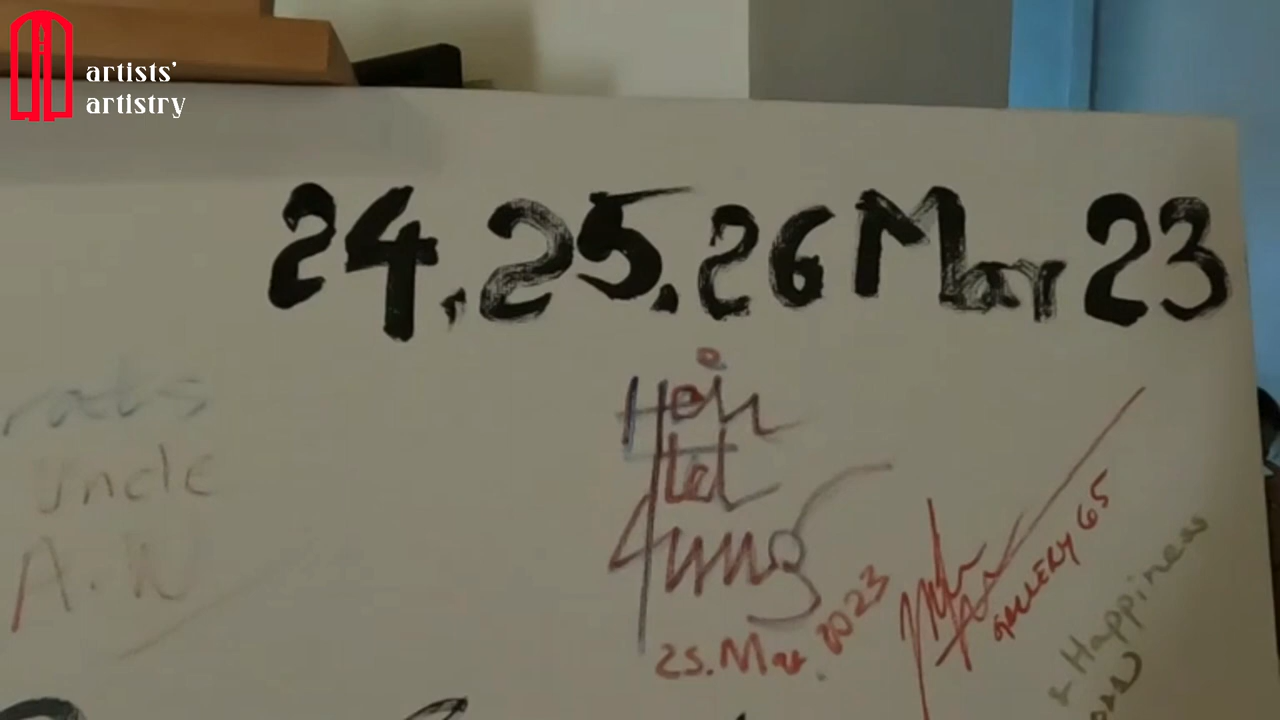 artists'
artistry
24,25.26 Mar 23
Uncle
A.W
Hein
Htet
Aung
25.Mar.2023
GALLERY 65
& Happiness